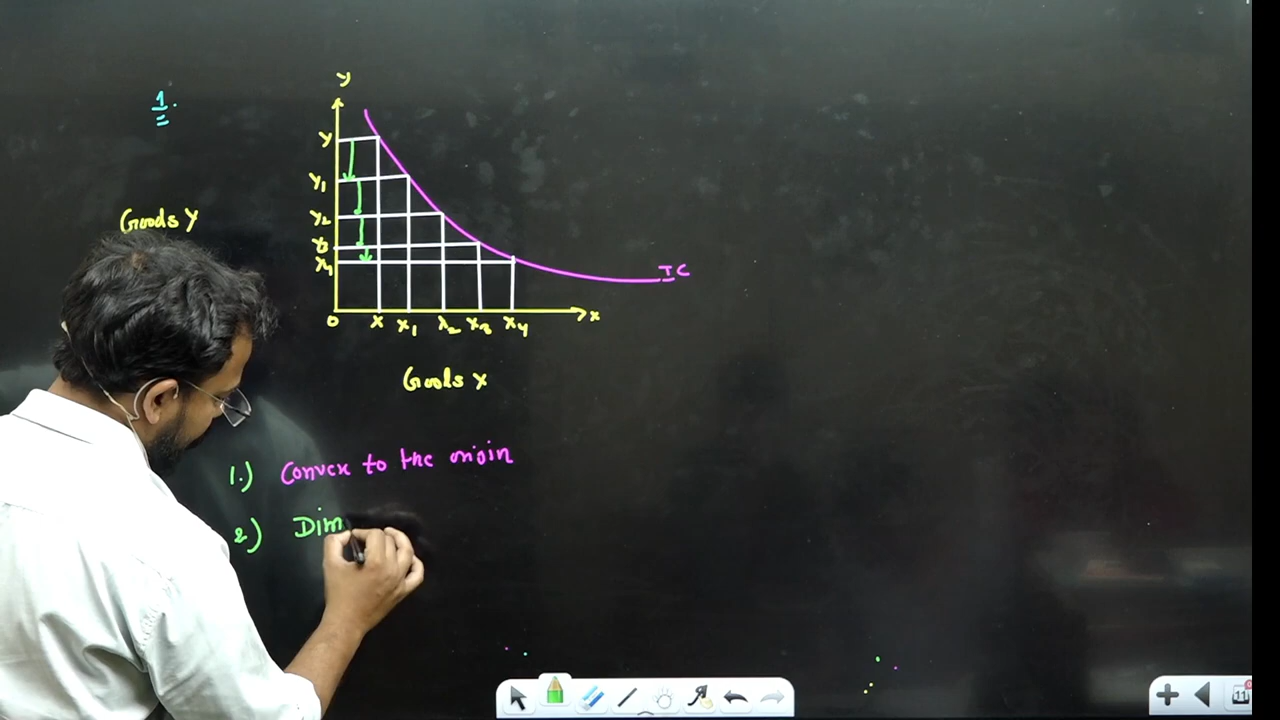 1.
y
y
y1
y2
y3
Goods Y
IC
0 x x1 x2 x3 x4 x
Goods x
1.) Convex to the origin
2) Dim
11